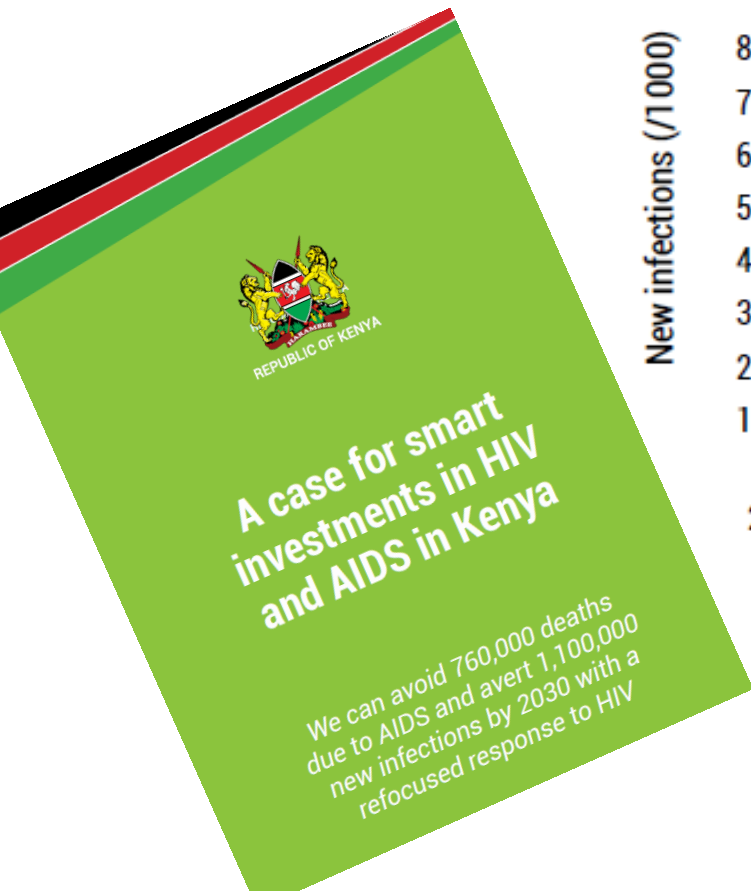 HARAMBEE
REPUBLIC OF KENYA
A case for smart
investments in HIV
and AIDS in Kenya
We can avoid 760,000 deaths
due to AIDS and avert 1,100,000
new infections by 2030 with a
refocused response to HIV
New infections (/1000)
8
7
6
5
4
3
2
1